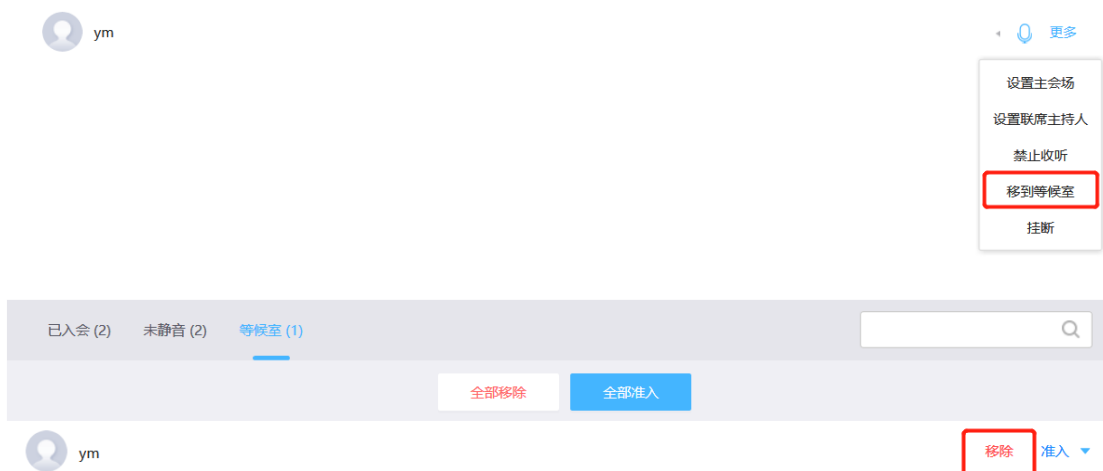 ym 更多
设置主会场
设置联席主持人
禁止收听
移到等候室
挂断
已入会 (2) 未静音 (2) 等候室 (1)
全部移除 全部准入
ym 移除 准入